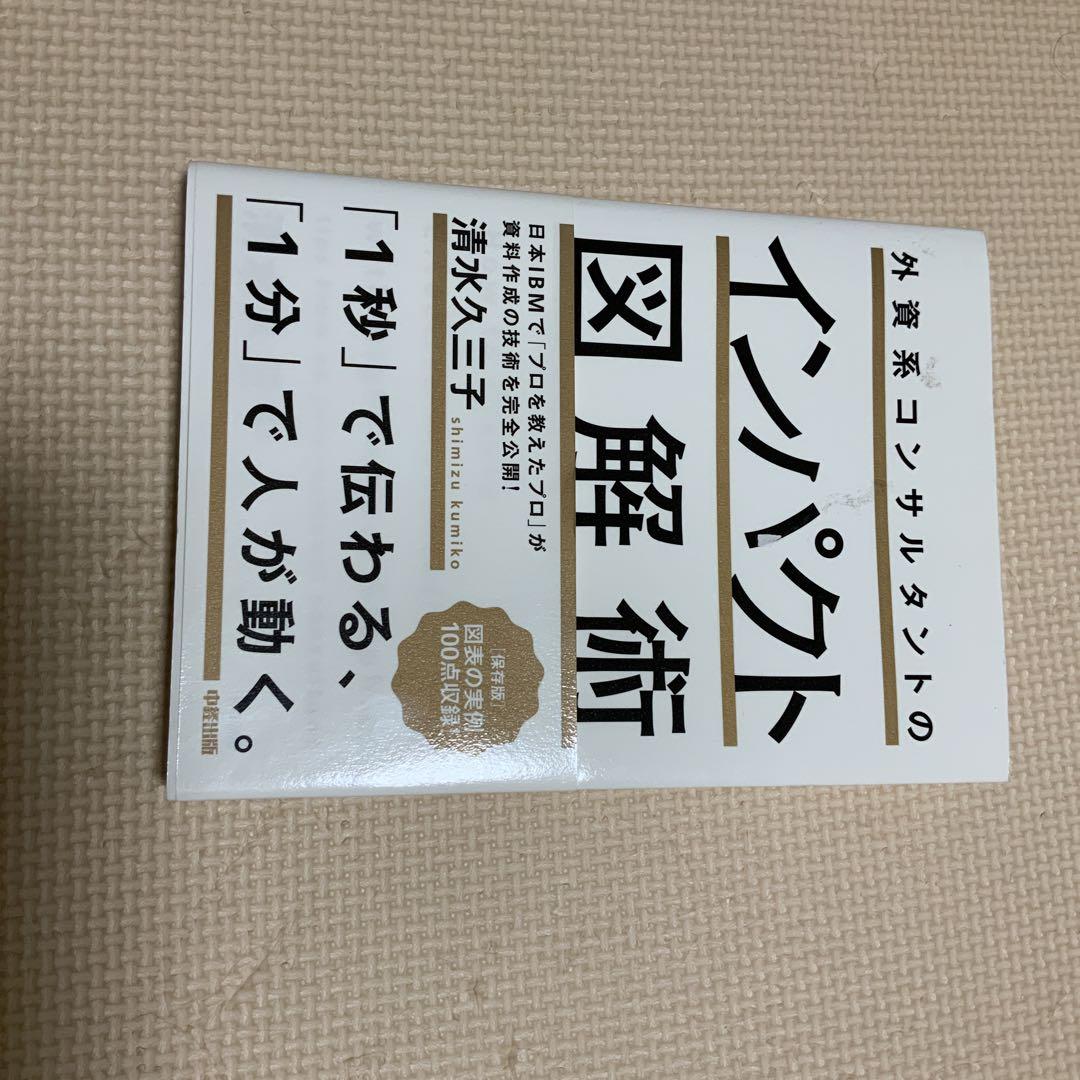 外資系コンサルタントの
インパクト
図解術
日本IBMで「プロを教えたプロ」が
資料作成の技術を完全公開！
清水久三子 shimizu kumiko
［保存版］
図表の実例
100点収録
「1秒」で伝わる、
「1分」で人が動く。
中経出版